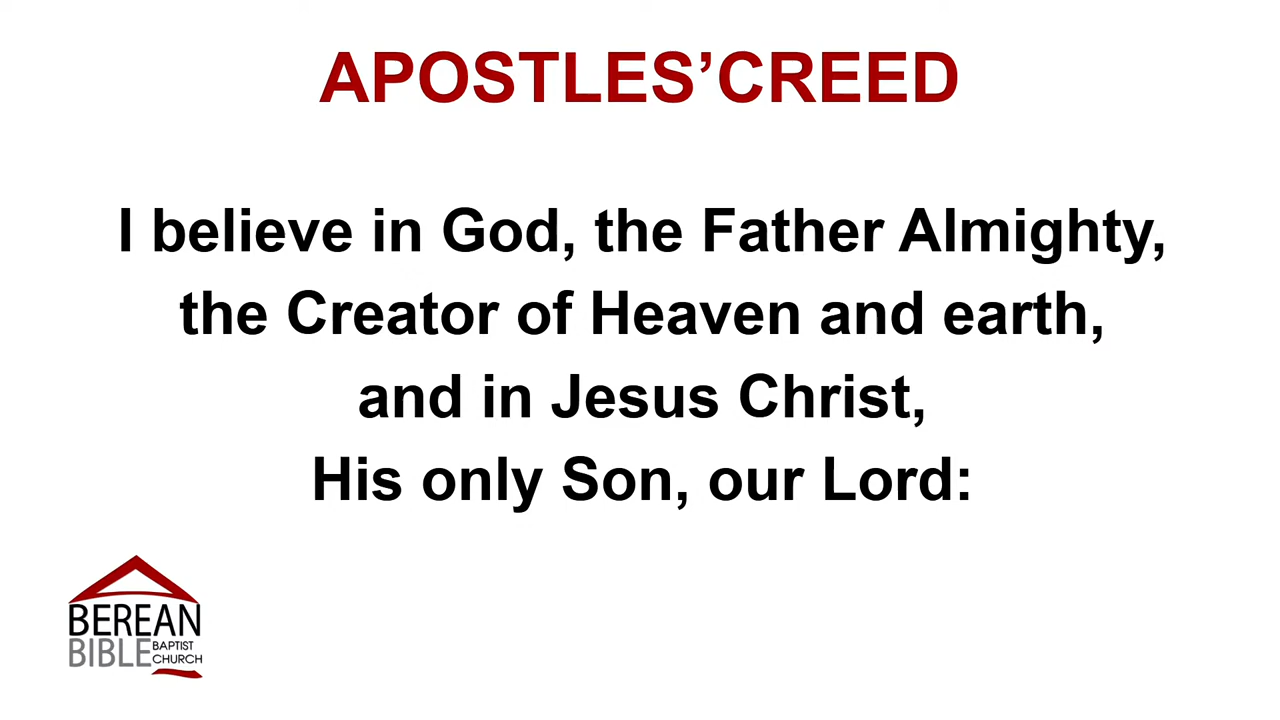 APOSTLES’CREED
I believe in God, the Father Almighty,
the Creator of Heaven and earth,
and in Jesus Christ,
His only Son, our Lord:
BEREAN
BIBLE BAPTIST
CHURCH